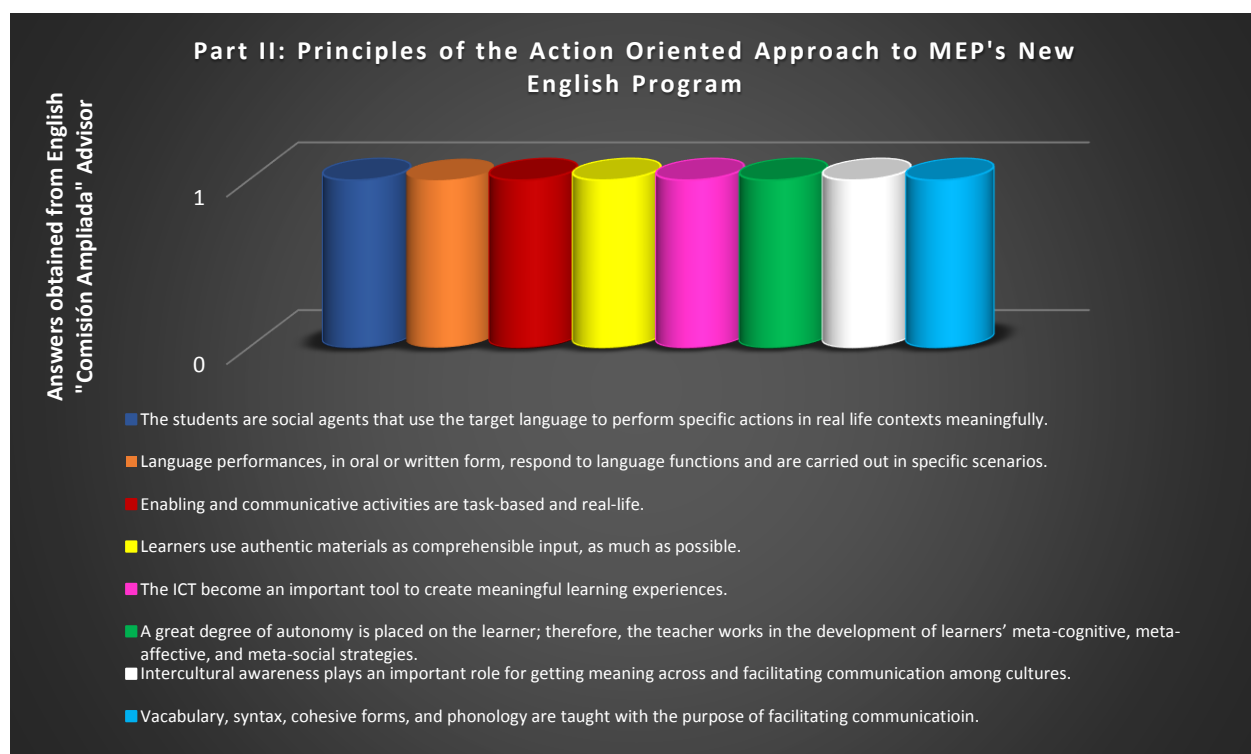 Part II: Principles of the Action Oriented Approach to MEP's New
English Program
Answers obtained from English
"Comisión Ampliada" Advisor
1
0
The students are social agents that use the target language to perform specific actions in real life contexts meaningfully.
Language performances, in oral or written form, respond to language functions and are carried out in specific scenarios.
Enabling and communicative activities are task-based and real-life.
Learners use authentic materials as comprehensible input, as much as possible.
The ICT become an important tool to create meaningful learning experiences.
A great degree of autonomy is placed on the learner; therefore, the teacher works in the development of learners’ meta-cognitive, meta-
affective, and meta-social strategies.
Intercultural awareness plays an important role for getting meaning across and facilitating communication among cultures.
Vacabulary, syntax, cohesive forms, and phonology are taught with the purpose of facilitating communicatioin.